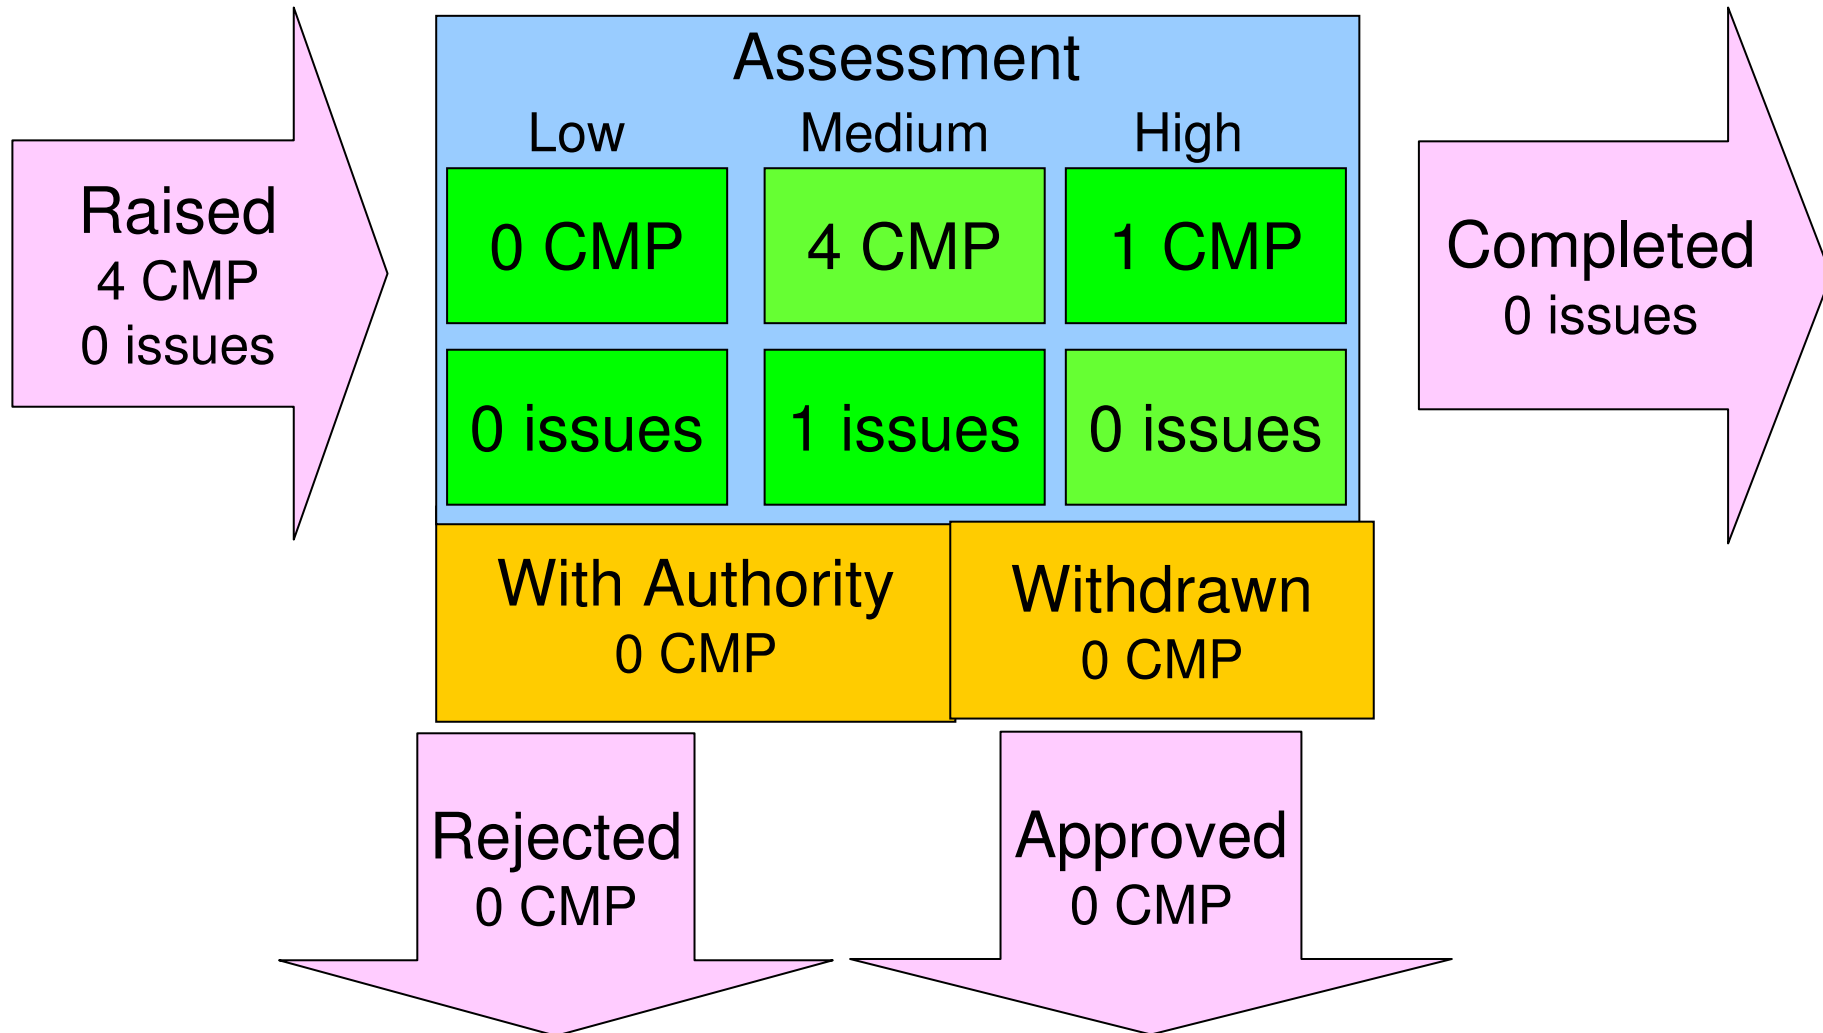 Raised
4 CMP
0 issues
Assessment
Low Medium High
0 CMP 4 CMP 1 CMP
0 issues 1 issues 0 issues
With Authority
0 CMP
Withdrawn
0 CMP
Completed
0 issues
Rejected
0 CMP
Approved
0 CMP